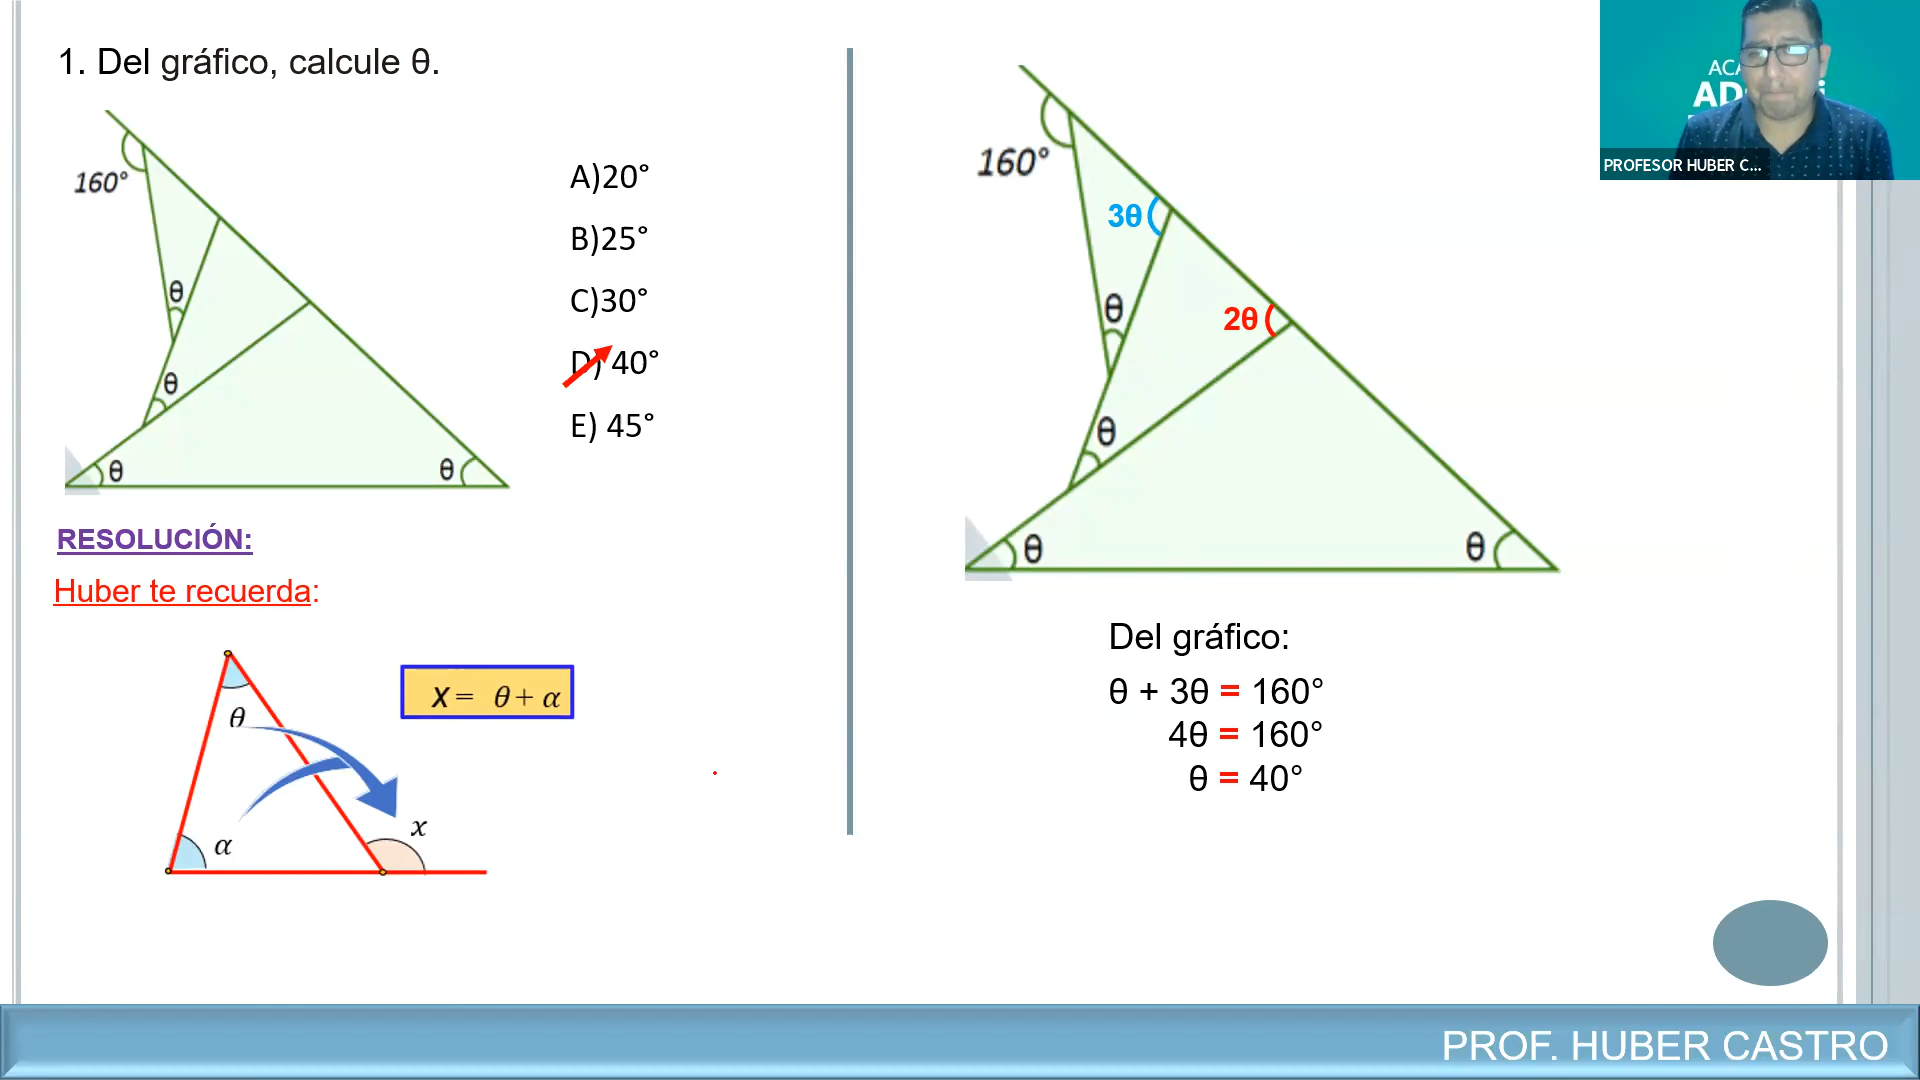 1. Del gráfico, calcule θ.
160°
θ
θ
θ
θ
A)20°
B)25°
C)30°
D) 40°
E) 45°
RESOLUCIÓN:
Huber te recuerda:
θ
α
x
x = θ + α
160°
3θ
θ
2θ
θ
θ
θ
Del gráfico:
θ + 3θ = 160°
4θ = 160°
θ = 40°
PROFESOR HUBER C...
PROF. HUBER CASTRO